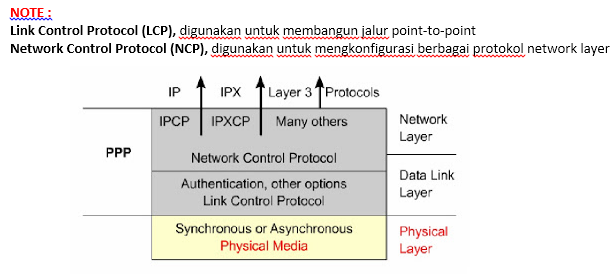 NOTE :
Link Control Protocol (LCP), digunakan untuk membangun jalur point-to-point
Network Control Protocol (NCP), digunakan untuk mengkonfigurasi berbagai protokol network layer
IP IPX Layer 3 Protocols
IPCP IPXCP Many others
Network Control Protocol
Network
Layer
PPP
Authentication, other options
Link Control Protocol
Data Link
Layer
Synchronous or Asynchronous
Physical Media
Physical
Layer